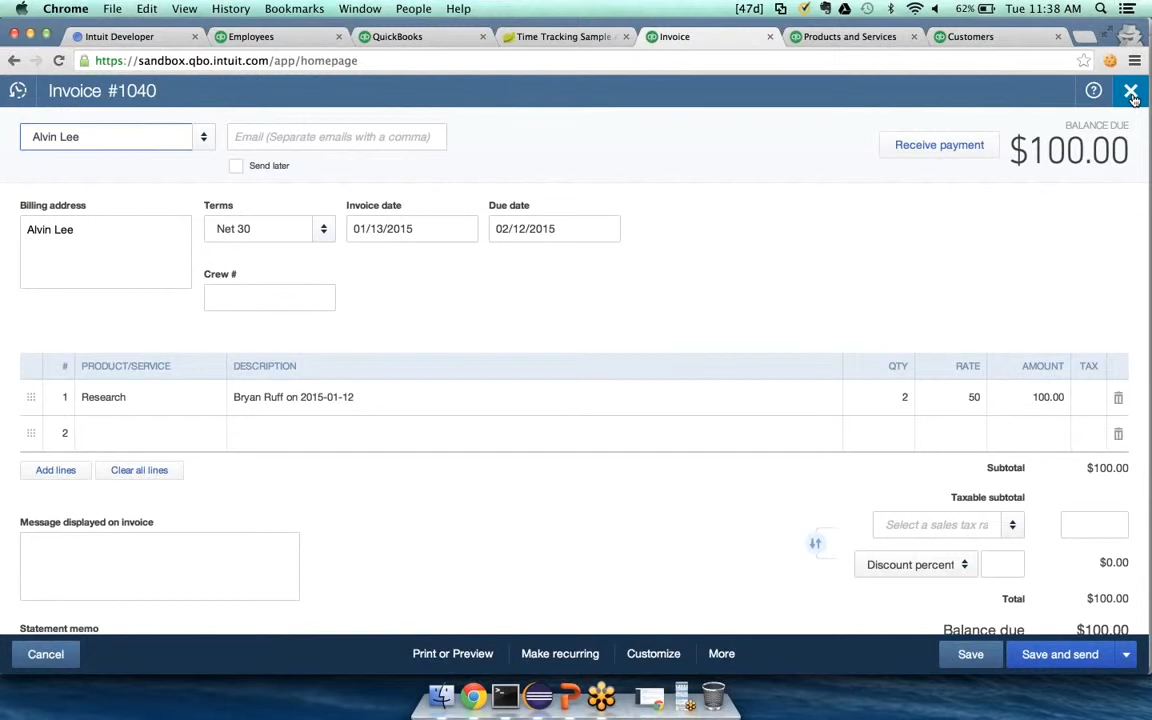 Chrome File Edit View History Bookmarks Window People Help [47d] 62% Tue 11:38 AM
Intuit Developer × Employees × QuickBooks × Time Tracking Sample × Invoice × Products and Services × Customers ×
https://sandbox.qbo.intuit.com/app/homepage
Invoice #1040
BALANCE DUE
Alvin Lee Email (Separate emails with a comma) Receive payment $100.00
Send later
Billing address Terms Invoice date Due date
Alvin Lee Net 30 01/13/2015 02/12/2015
Crew #
# PRODUCT/SERVICE DESCRIPTION QTY RATE AMOUNT TAX
1 Research Bryan Ruff on 2015-01-12 2 50 100.00
2
Add lines Clear all lines Subtotal $100.00
Taxable subtotal
Message displayed on invoice
Select a sales tax ra
Discount percent $0.00
Total $100.00
Statement memo Balance due $100.00
Cancel Print or Preview Make recurring Customize More Save Save and send